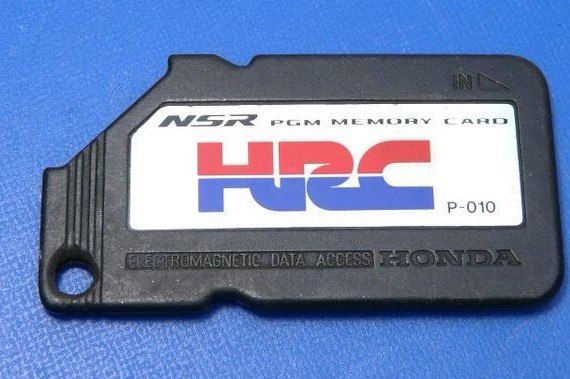 IN
NSR PGM MEMORY CARD
HRC
P-010
ELECTROMAGNETIC DATA ACCESS HONDA